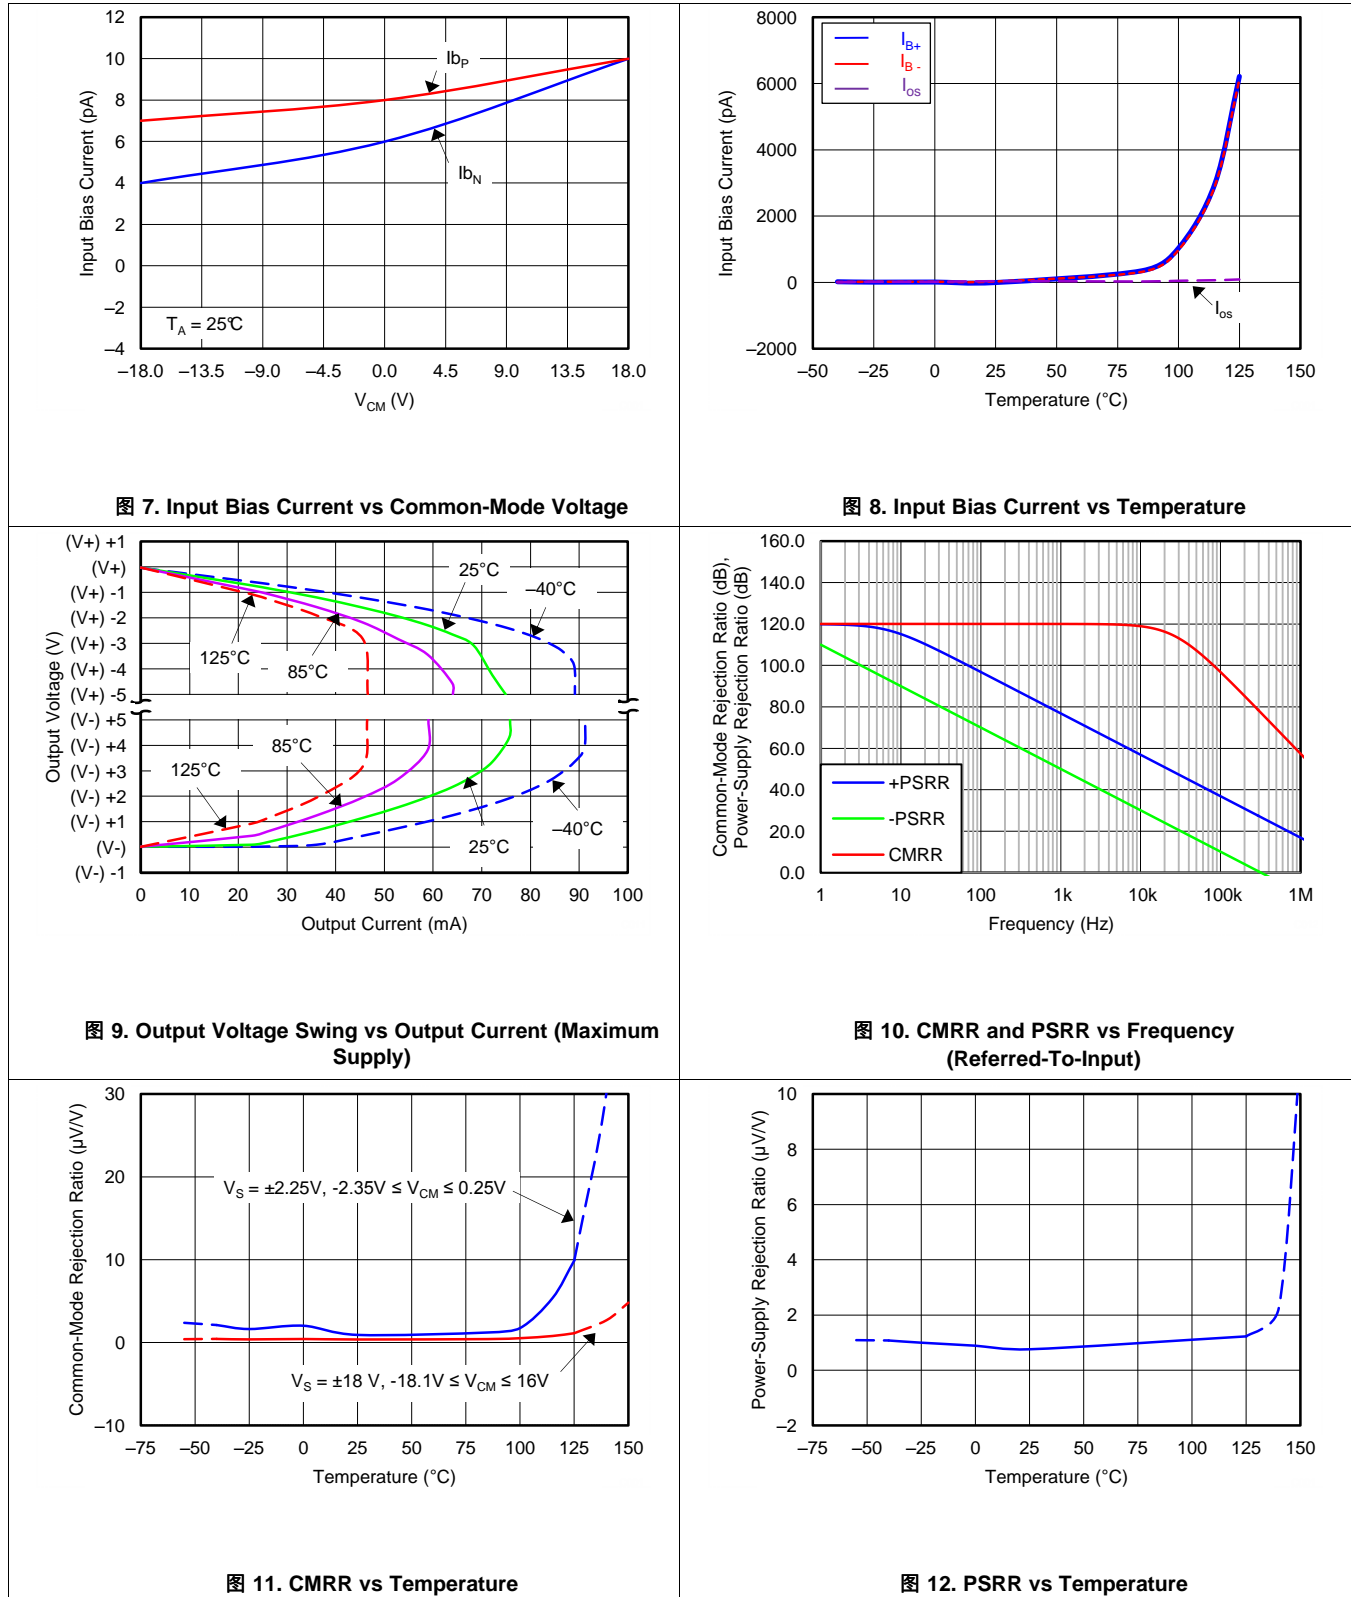 12
10
8
6
4
2
0
–2
–4
Input Bias Current (pA)
IbP
IbN
TA = 25°C
–18.0 –13.5 –9.0 –4.5 0.0 4.5 9.0 13.5 18.0
VCM (V)
图 7. Input Bias Current vs Common-Mode Voltage
8000
6000
4000
2000
0
–2000
Input Bias Current (pA)
IB+
IB -
Ios
Ios
–50 –25 0 25 50 75 100 125 150
Temperature (°C)
图 8. Input Bias Current vs Temperature
(V+) +1
(V+)
(V+) -1
(V+) -2
(V+) -3
(V+) -4
(V+) -5
(V-) +5
(V-) +4
(V-) +3
(V-) +2
(V-) +1
(V-)
(V-) -1
Output Voltage (V)
25°C
–40°C
125°C
85°C
85°C
125°C
–40°C
25°C
0 10 20 30 40 50 60 70 80 90 100
Output Current (mA)
图 9. Output Voltage Swing vs Output Current (Maximum
Supply)
160.0
140.0
120.0
100.0
80.0
60.0
40.0
20.0
0.0
Common-Mode Rejection Ratio (dB),
Power-Supply Rejection Ratio (dB)
+PSRR
-PSRR
CMRR
1 10 100 1k 10k 100k 1M
Frequency (Hz)
图 10. CMRR and PSRR vs Frequency
(Referred-To-Input)
30
20
10
0
–10
Common-Mode Rejection Ratio (µV/V)
VS = ±2.25V, -2.35V ≤ VCM ≤ 0.25V
VS = ±18 V, -18.1V ≤ VCM ≤ 16V
–75 –50 –25 0 25 50 75 100 125 150
Temperature (°C)
图 11. CMRR vs Temperature
10
8
6
4
2
0
–2
Power-Supply Rejection Ratio (µV/V)
–75 –50 –25 0 25 50 75 100 125 150
Temperature (°C)
图 12. PSRR vs Temperature